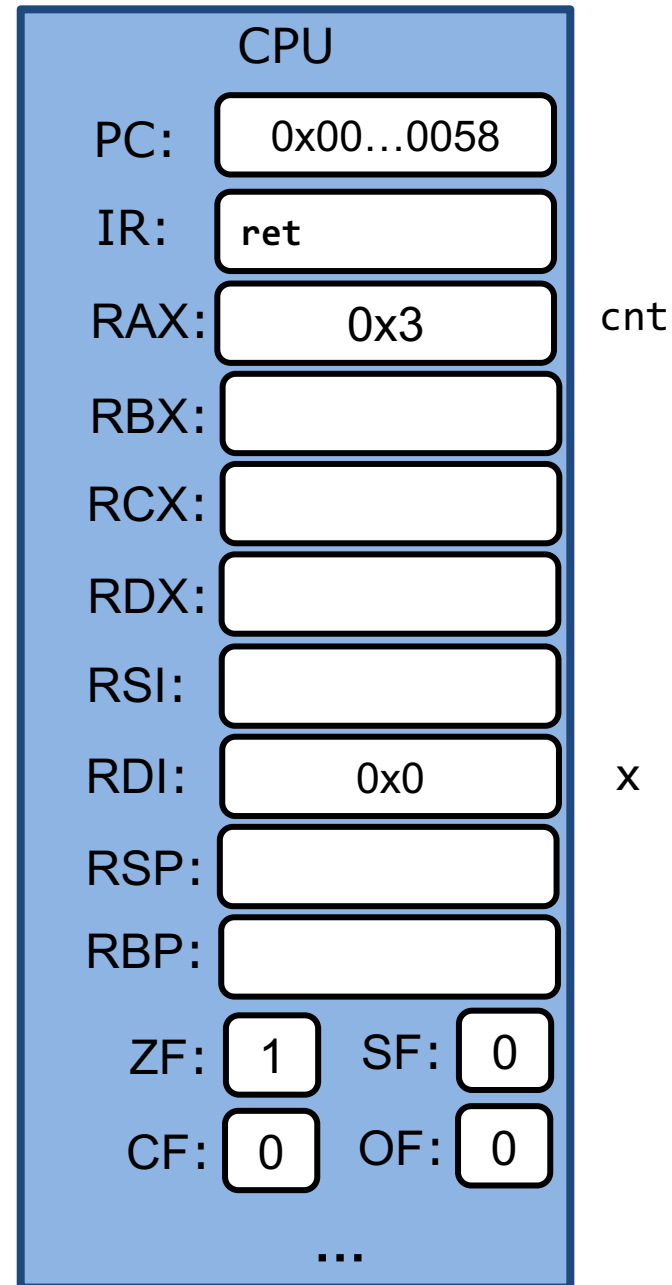 CPU
PC: 0x00…0058
IR: ret
RAX: 0x3 cnt
RBX:
RCX:
RDX:
RSI:
RDI: 0x0 x
RSP:
RBP:
ZF: 1 SF: 0
CF: 0 OF: 0
…